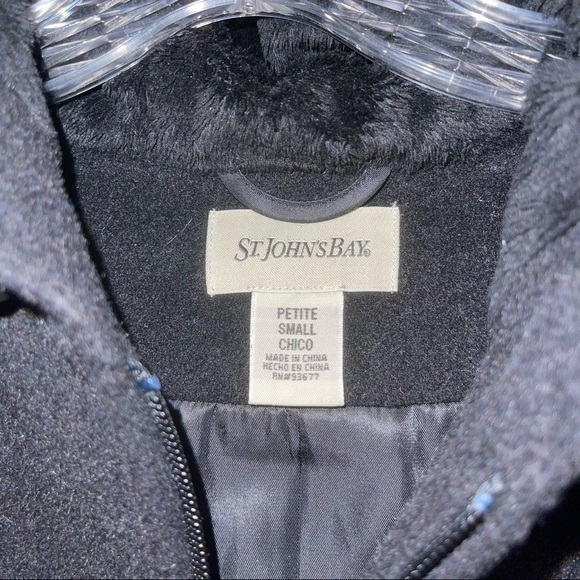 ST. JOHN'S BAY®
PETITE
SMALL
CHICO
MADE IN CHINA
HECHO EN CHINA
RN#93677